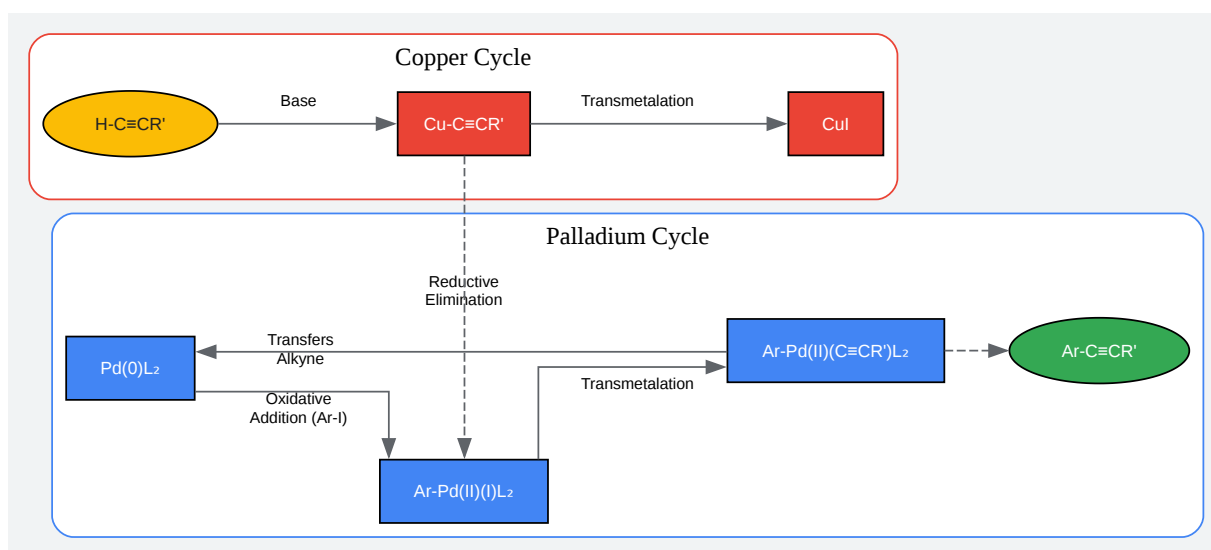 Copper Cycle
H-C≡CR'
Base
Cu-C≡CR'
Transmetalation
CuI
Palladium Cycle
Reductive
Elimination
Transfers
Alkyne
Pd(0)L₂
Oxidative
Addition (Ar-I)
Ar-Pd(II)(C≡CR')L₂
Ar-C≡CR'
Transmetalation
Ar-Pd(II)(I)L₂